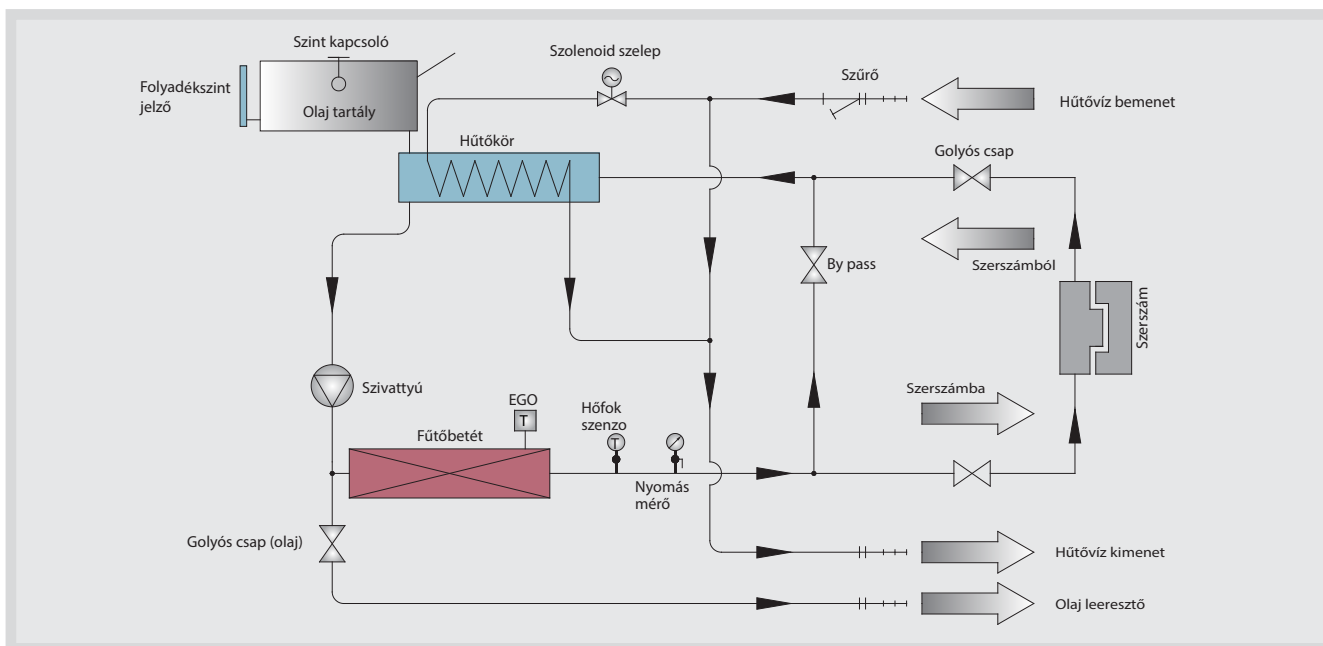 Szint kapcsoló
Szolenoid szelep
Szűrő
Folyadékszint
jelző
Olaj tartály
Hűtővíz bemenet
Hűtőkör
Golyós csap
By pass
Szerszámból
Szerszám
Szivattyú
Szerszámba
EGO
T
Hőfok
szenzo
T
Fűtőbetét
Nyomás
mérő
Golyós csap (olaj)
Hűtővíz kimenet
Olaj leeresztő